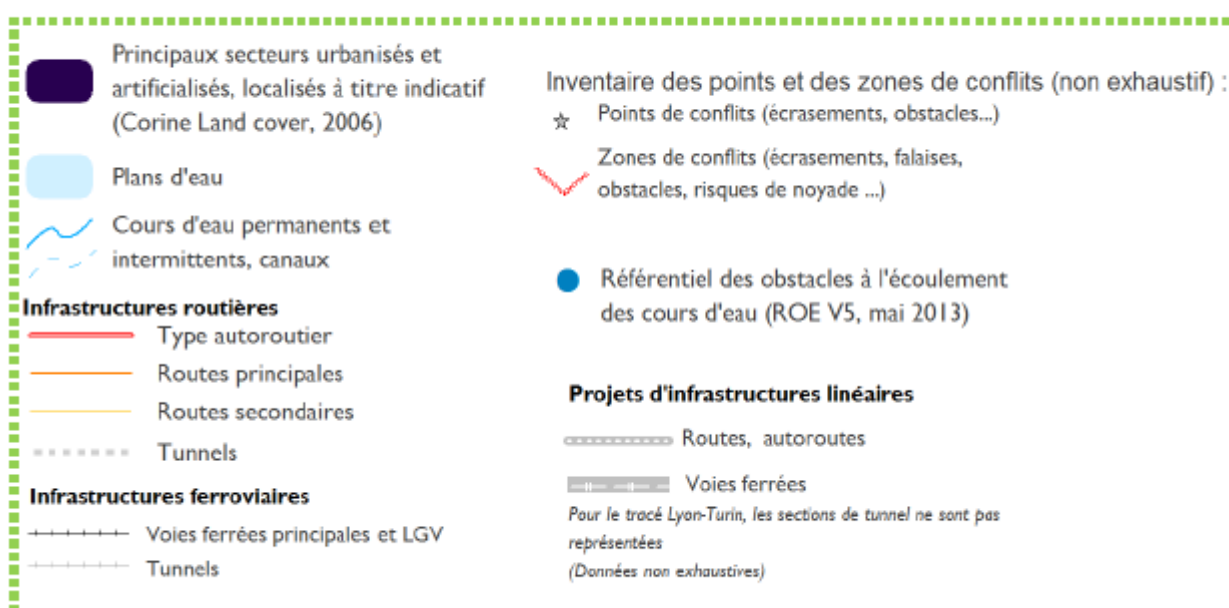 Principaux secteurs urbanisés et
artificialisés, localisés à titre indicatif
(Corine Land cover, 2006)
Plans d'eau
Cours d'eau permanents et
intermittents, canaux
Infrastructures routières
Type autoroutier
Routes principales
Routes secondaires
Tunnels
Infrastructures ferroviaires
Voies ferrées principales et LGV
Tunnels
Inventaire des points et des zones de conflits (non exhaustif) :
Points de conflits (écrasements, obstacles...)
Zones de conflits (écrasements, falaises,
obstacles, risques de noyade ...)
Référentiel des obstacles à l'écoulement
des cours d'eau (ROE V5, mai 2013)
Projets d'infrastructures linéaires
Routes, autoroutes
Voies ferrées
Pour le tracé Lyon-Turin, les sections de tunnel ne sont pas
représentées
(Données non exhaustives)